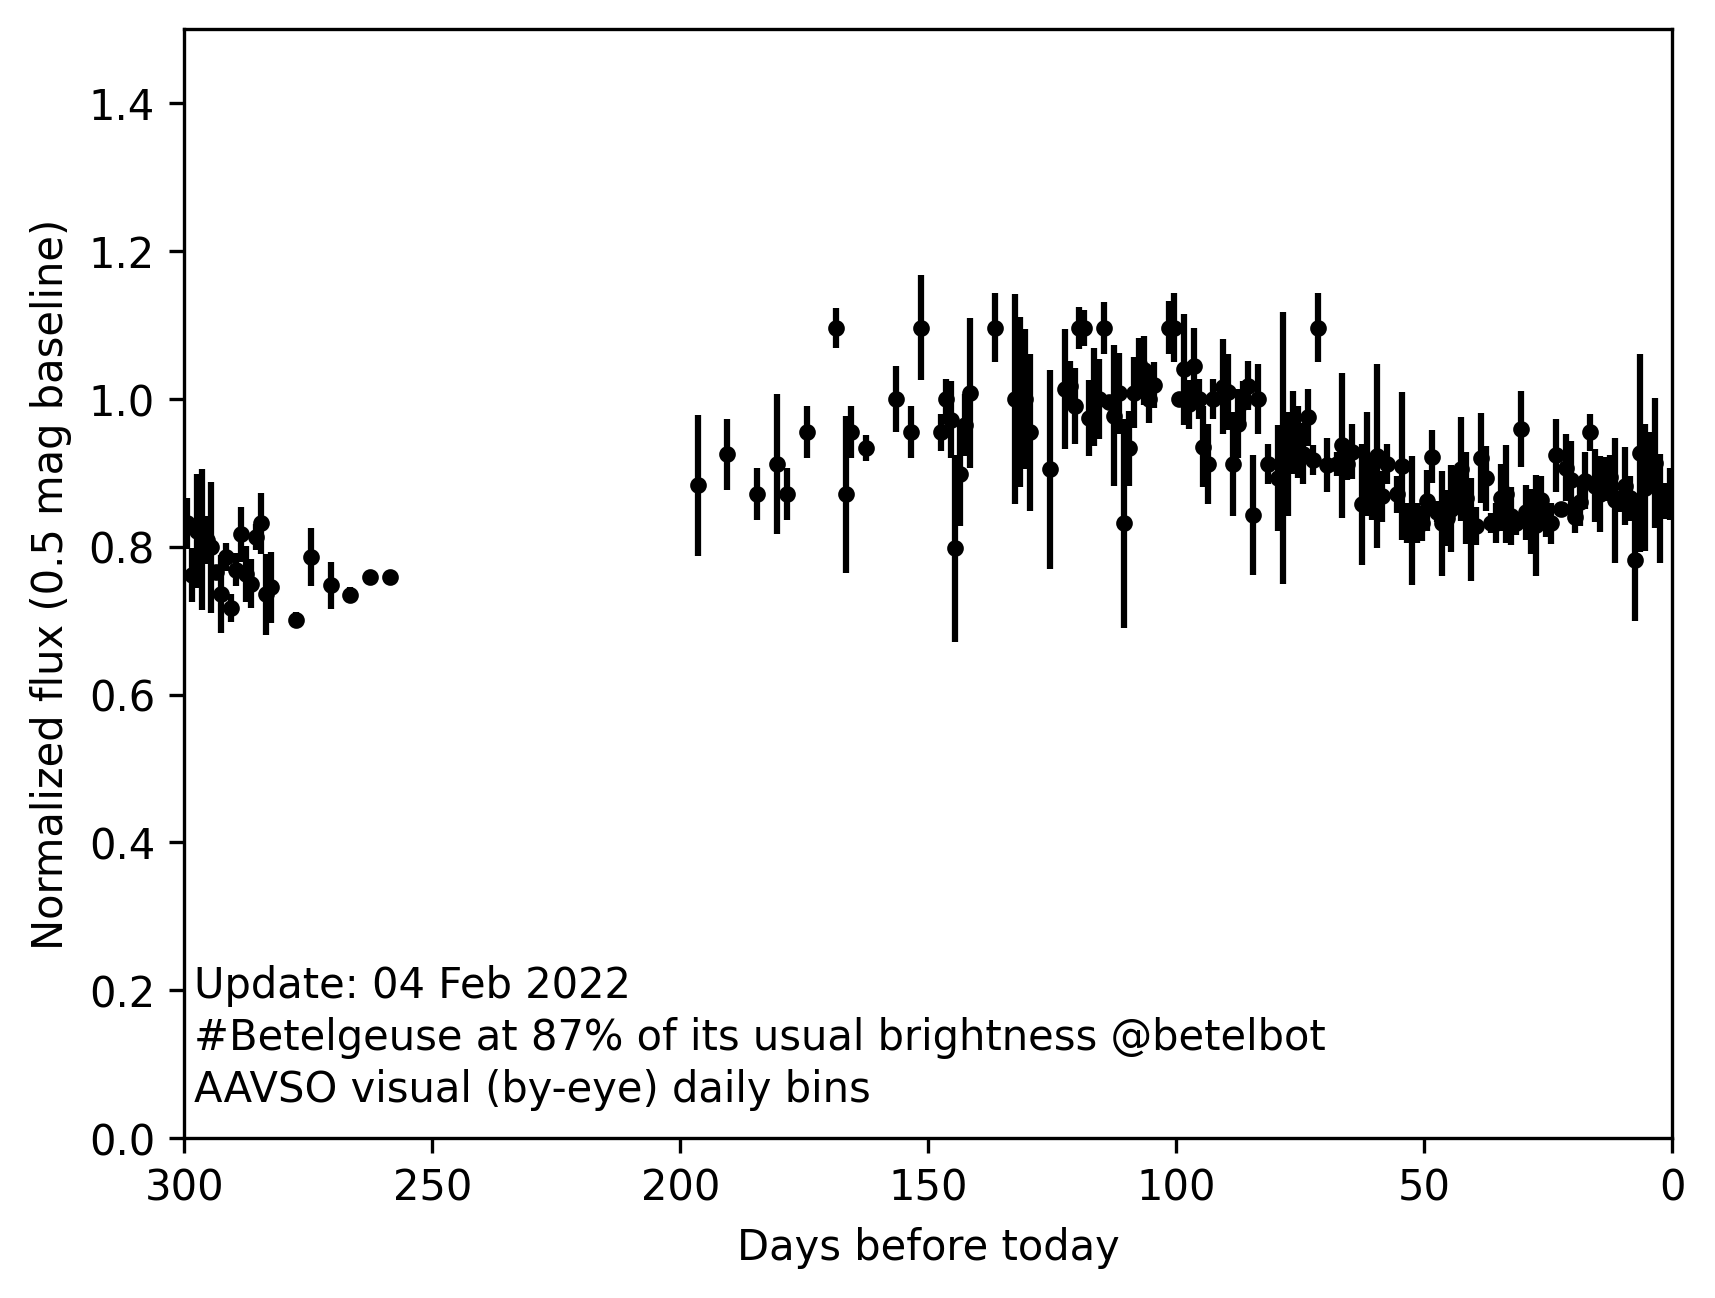 1.4
1.2
1.0
0.8
0.6
0.4
0.2
0.0
Normalized flux (0.5 mag baseline)
Update: 04 Feb 2022
#Betelgeuse at 87% of its usual brightness @betelbot
AAVSO visual (by-eye) daily bins
300 250 200 150 100 50 0
Days before today